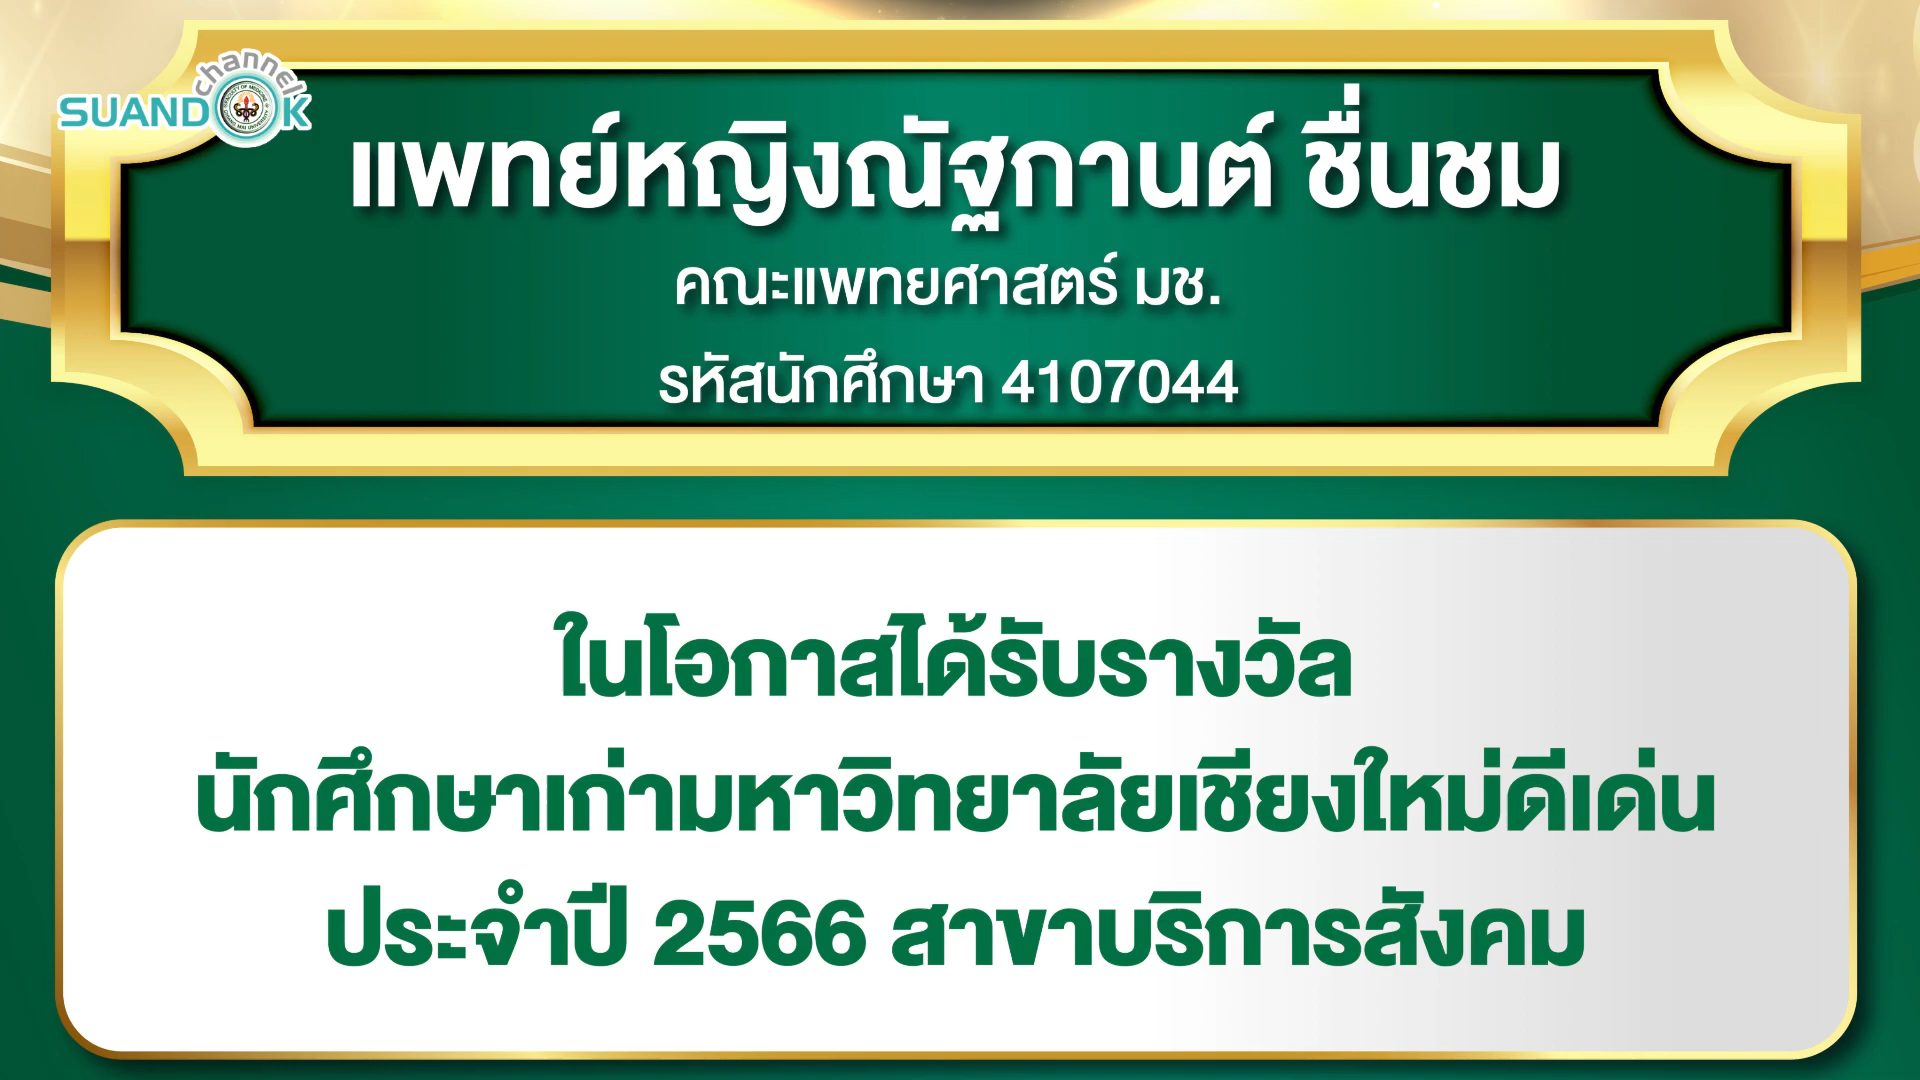 channel
SUANDOK
แพทย์หญิงณัฐกานต์ ชื่นชม
คณะแพทยศาสตร์ มช.
รหัสนักศึกษา 4107044
ในโอกาสได้รับรางวัล
นักศึกษาเก่ามหาวิทยาลัยเชียงใหม่ดีเด่น
ประจำปี 2566 สาขาบริการสังคม